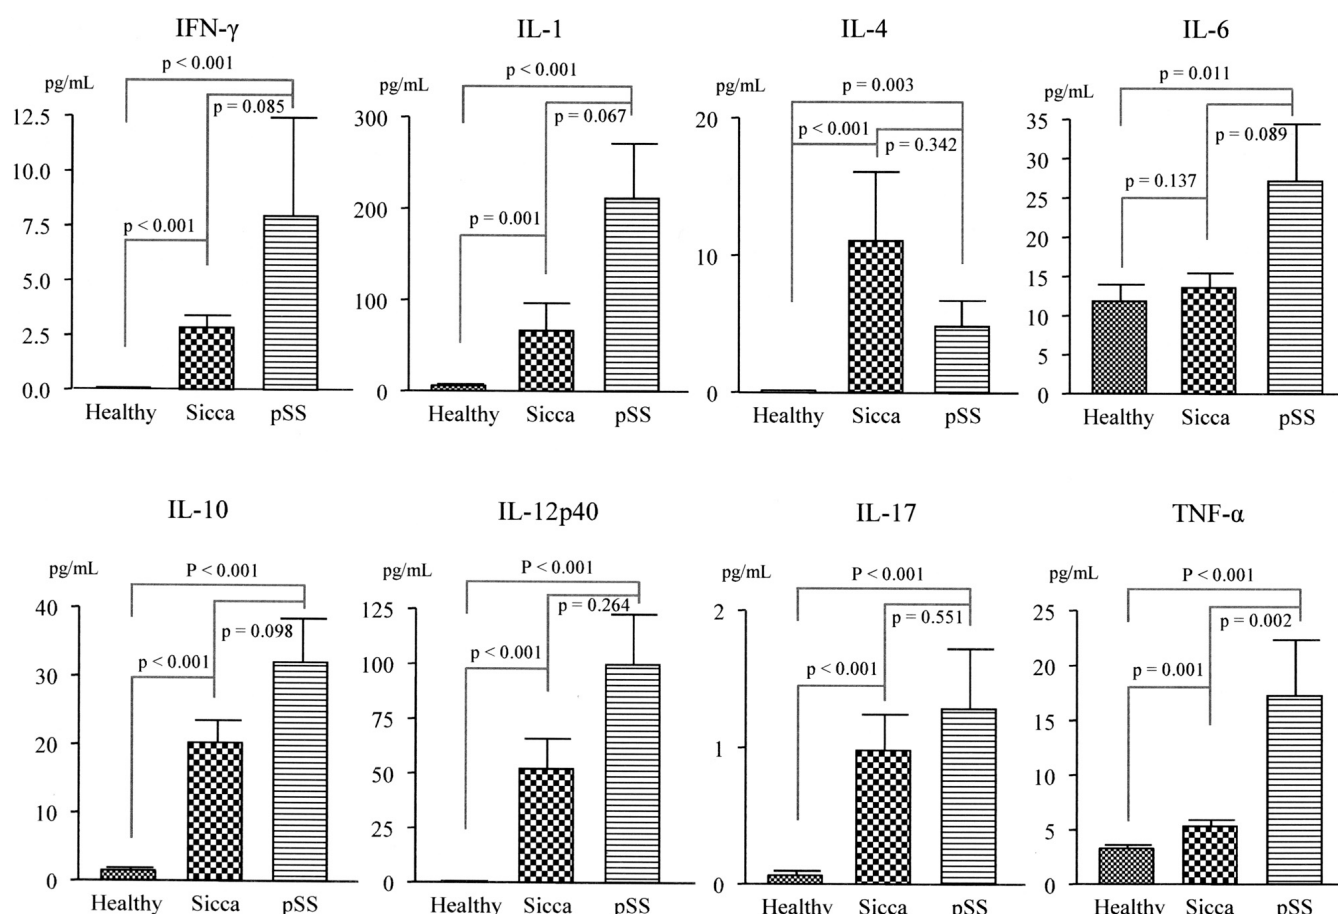 IFN-γ
IL-1
IL-4
IL-6
p < 0.001
p < 0.001
p = 0.003
p = 0.011
pg/mL
pg/mL
pg/mL
pg/mL
p = 0.085
p = 0.067
p < 0.001
p = 0.342
p = 0.089
p < 0.001
p = 0.001
p = 0.137
12.5
10.0
7.5
5.0
2.5
0.0
300
200
100
0
20
10
0
35
30
25
20
15
10
5
0
Healthy Sicca pSS
Healthy Sicca pSS
Healthy Sicca pSS
Healthy Sicca pSS
IL-10
IL-12p40
IL-17
TNF-α
pg/mL
pg/mL
pg/mL
pg/mL
P < 0.001
P < 0.001
P < 0.001
P < 0.001
p = 0.098
p = 0.264
p = 0.551
p = 0.002
p < 0.001
p < 0.001
p < 0.001
p = 0.001
40
30
20
10
0
125
100
75
50
25
0
2
1
0
25
20
15
10
5
0
Healthy Sicca pSS
Healthy Sicca pSS
Healthy Sicca pSS
Healthy Sicca pSS